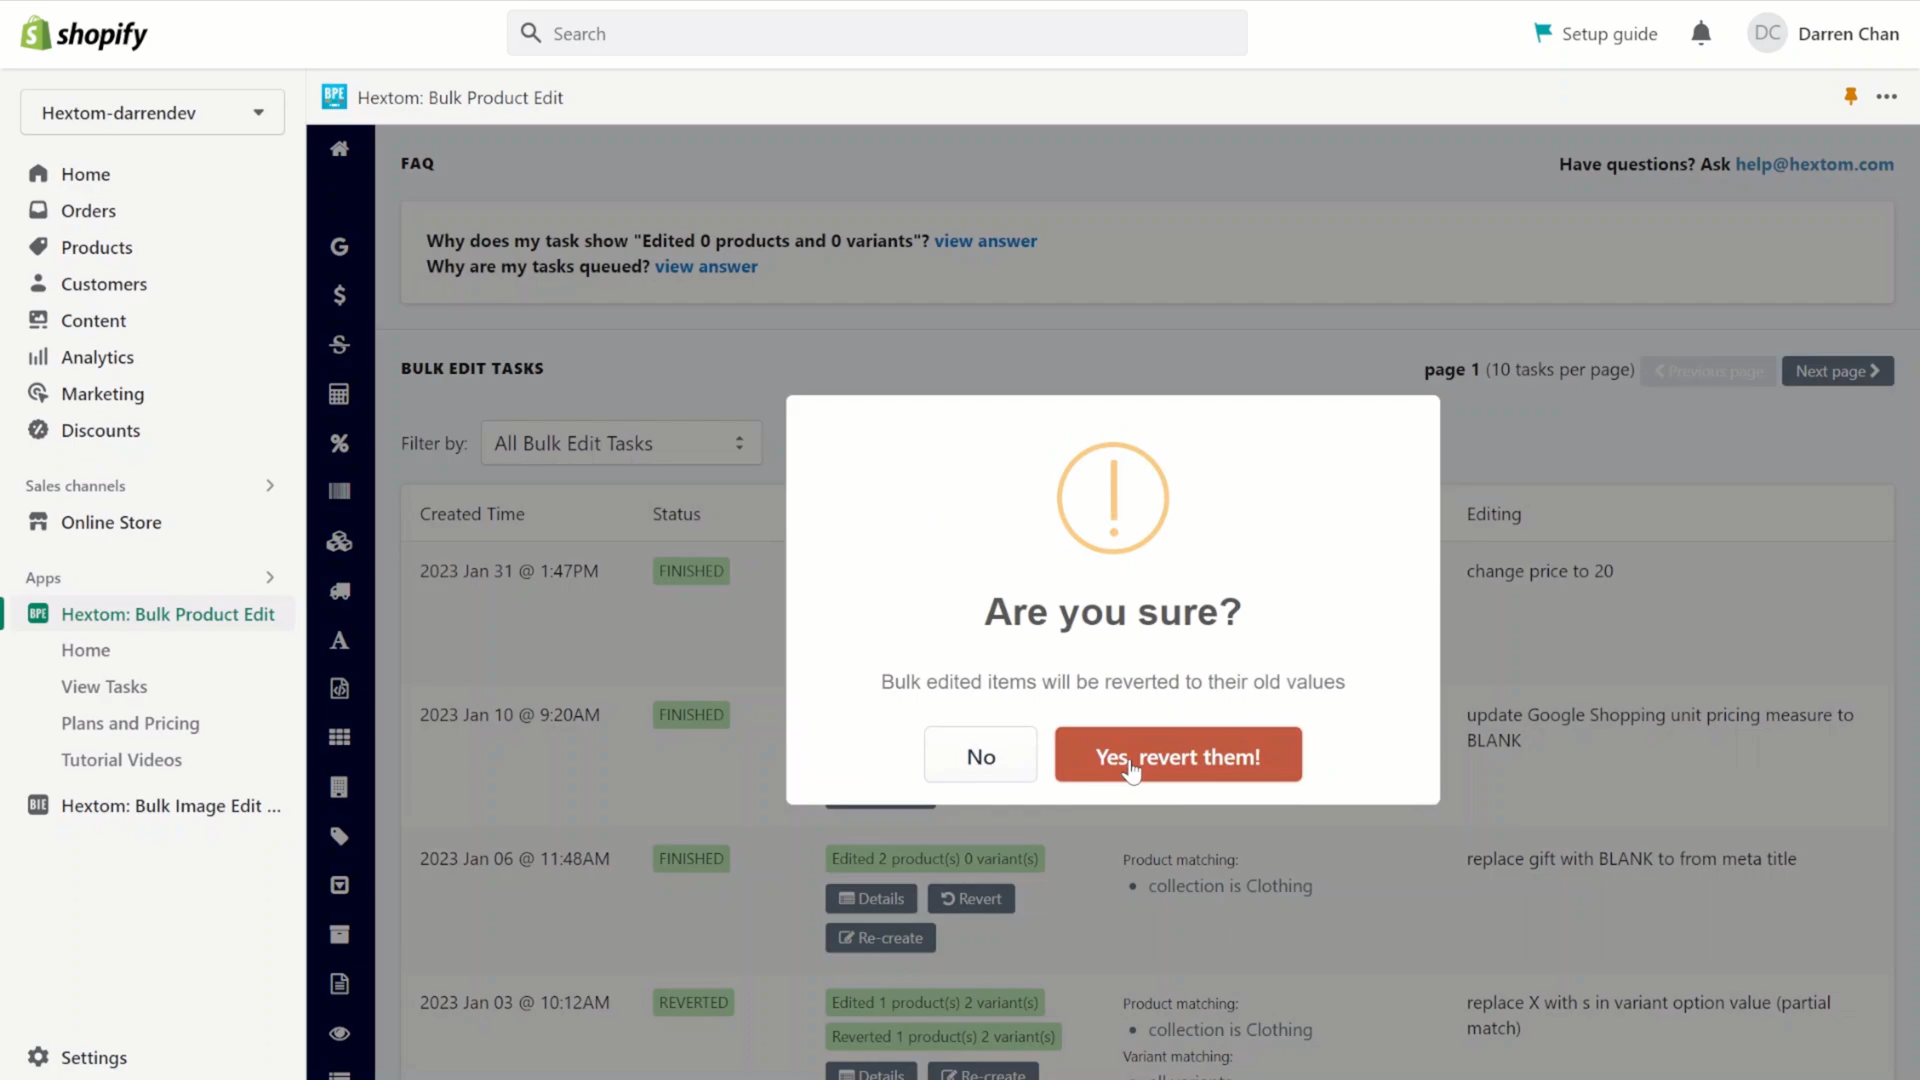 shopify
Search
Setup guide
DC
Darren Chan
Hextom-darrendev
BPE
Hextom: Bulk Product Edit
Home
Orders
Products
Customers
Content
Analytics
Marketing
Discounts
Sales channels
Online Store
Apps
BPE
Hextom: Bulk Product Edit
Home
View Tasks
Plans and Pricing
Tutorial Videos
BIE
Hextom: Bulk Image Edit ...
Settings
FAQ
Have questions? Ask help@hextom.com
Why does my task show "Edited 0 products and 0 variants"? view answer
Why are my tasks queued? view answer
BULK EDIT TASKS
page 1 (10 tasks per page)
Previous page
Next page
Filter by:
All Bulk Edit Tasks
Created Time
Status
Editing
2023 Jan 31 @ 1:47PM
FINISHED
change price to 20
2023 Jan 10 @ 9:20AM
FINISHED
update Google Shopping unit pricing measure to
BLANK
Are you sure?
Bulk edited items will be reverted to their old values
No
Yes, revert them!
2023 Jan 06 @ 11:48AM
FINISHED
Edited 2 product(s) 0 variant(s)
Details
Revert
Re-create
Product matching:
• collection is Clothing
replace gift with BLANK to from meta title
2023 Jan 03 @ 10:12AM
REVERTED
Edited 1 product(s) 2 variant(s)
Reverted 1 product(s) 2 variant(s)
Details
Re-create
Product matching:
• collection is Clothing
Variant matching:
replace X with s in variant option value (partial
match)